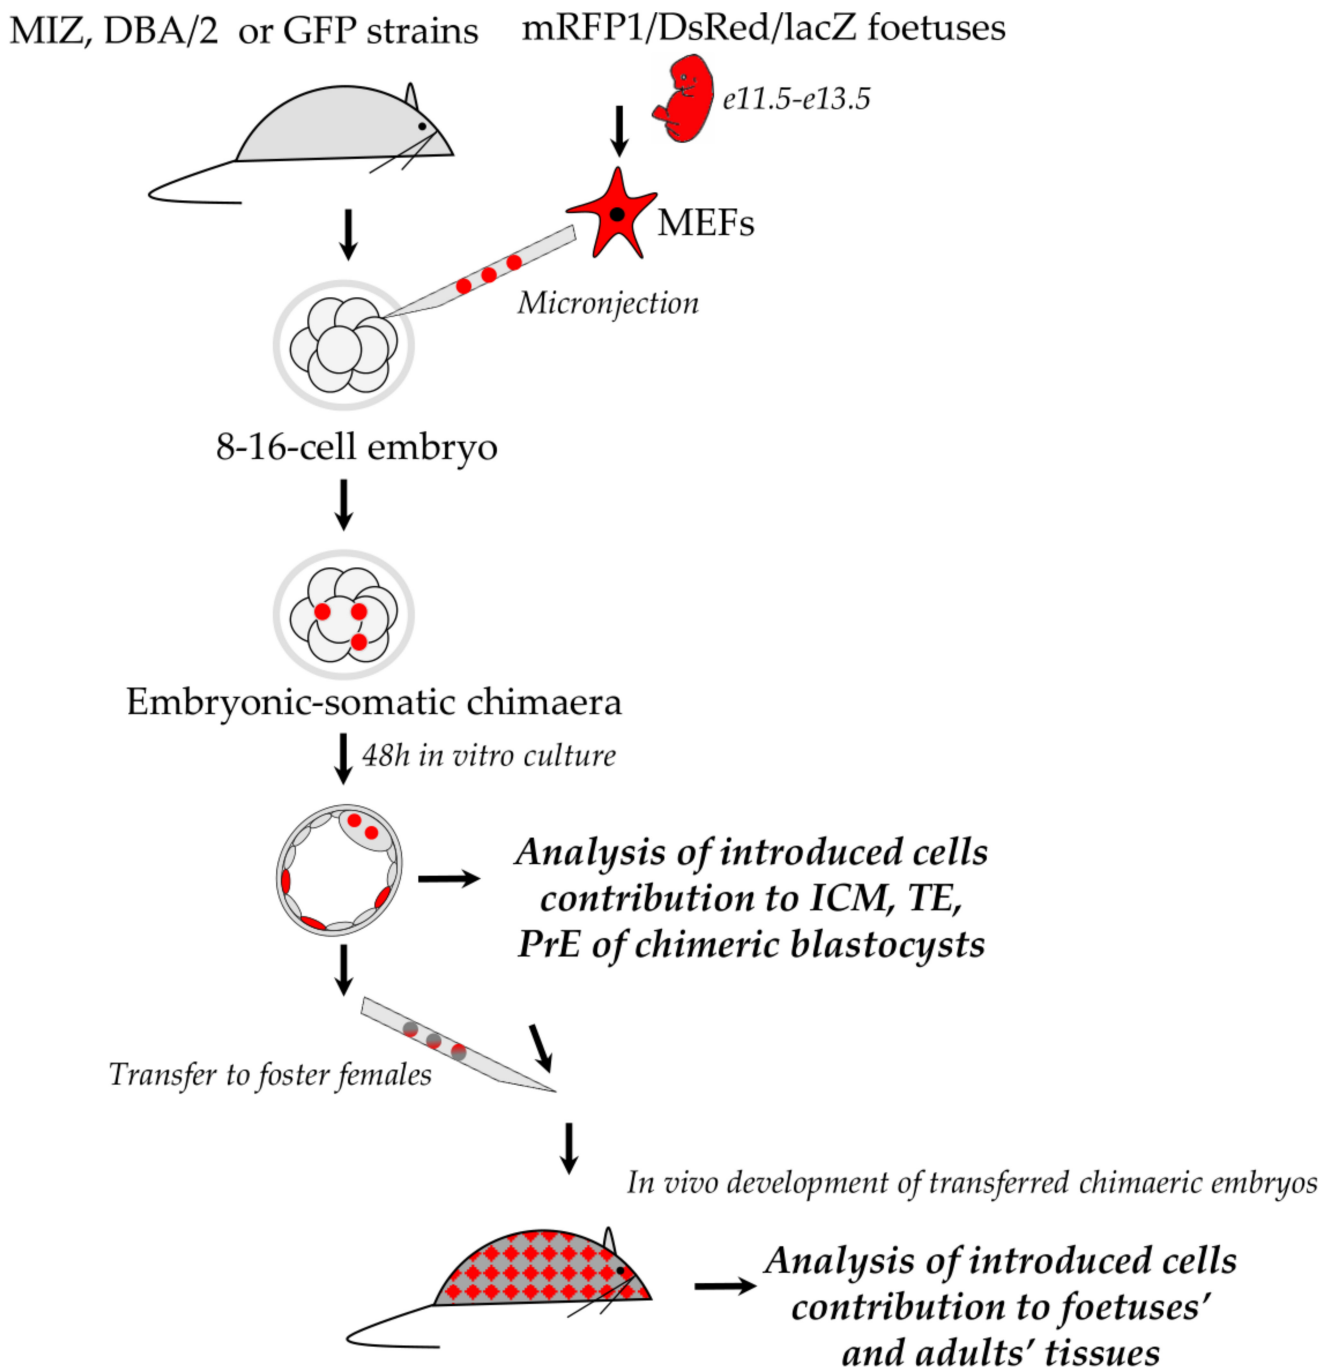 MIZ, DBA/2 or GFP strains
mRFP1/DsRed/lacZ foetuses
e11.5-e13.5
MEFs
Micronjection
8-16-cell embryo
Embryonic-somatic chimaera
48h in vitro culture
Analysis of introduced cells
contribution to ICM, TE,
PrE of chimeric blastocysts
Transfer to foster females
In vivo development of transferred chimaeric embryos
Analysis of introduced cells
contribution to foetuses’
and adults’ tissues